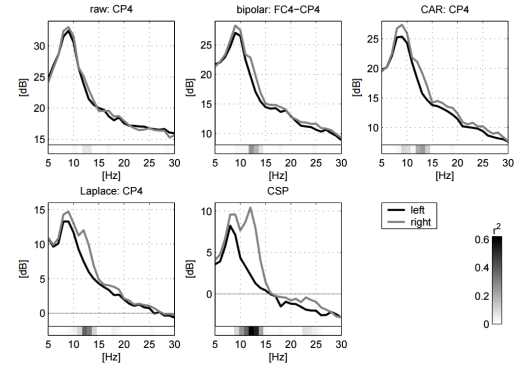 raw: CP4
bipolar: FC4−CP4
CAR: CP4
[dB]
30
25
20
15
[dB]
25
20
15
10
[dB]
25
20
15
10
5 10 15 20 25 30
5 10 15 20 25 30
5 10 15 20 25 30
[Hz]
[Hz]
[Hz]
Laplace: CP4
CSP
[dB]
15
10
5
0
[dB]
10
5
0
5 10 15 20 25 30
5 10 15 20 25 30
[Hz]
[Hz]
left
right
r²
0.6
0.4
0.2
0